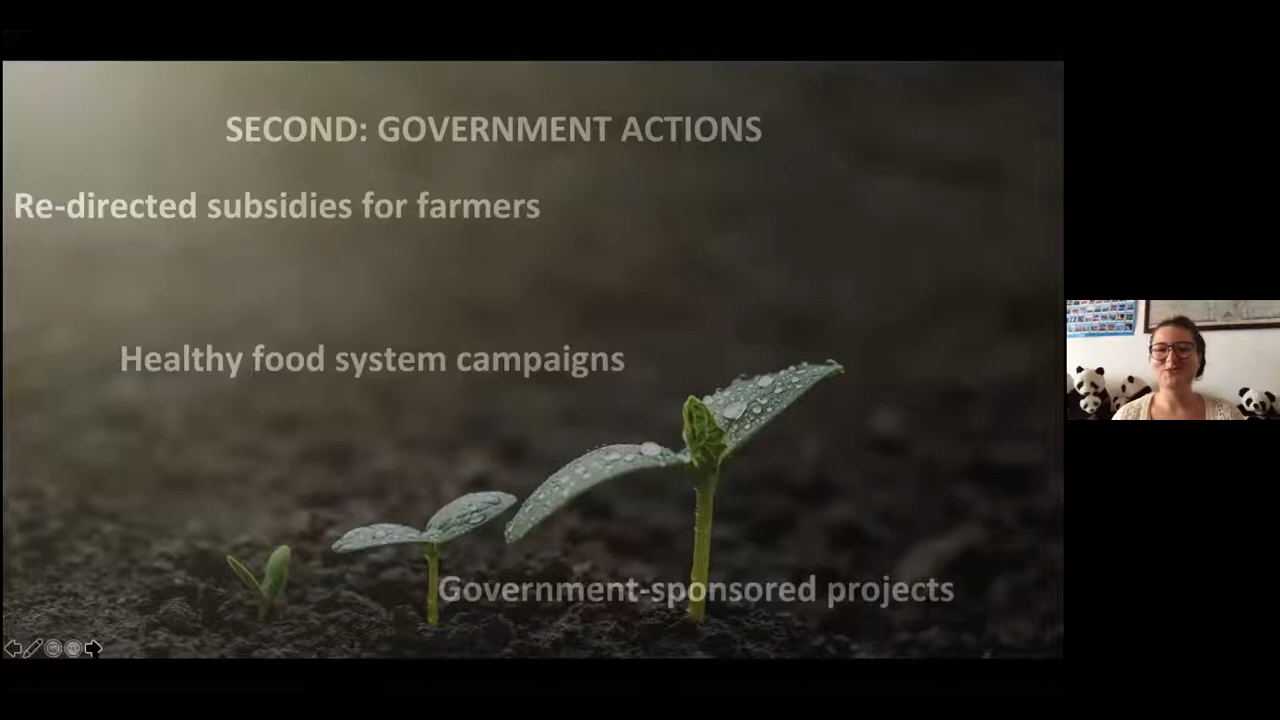 SECOND: GOVERNMENT ACTIONS
Re-directed subsidies for farmers
Healthy food system campaigns
Government-sponsored projects